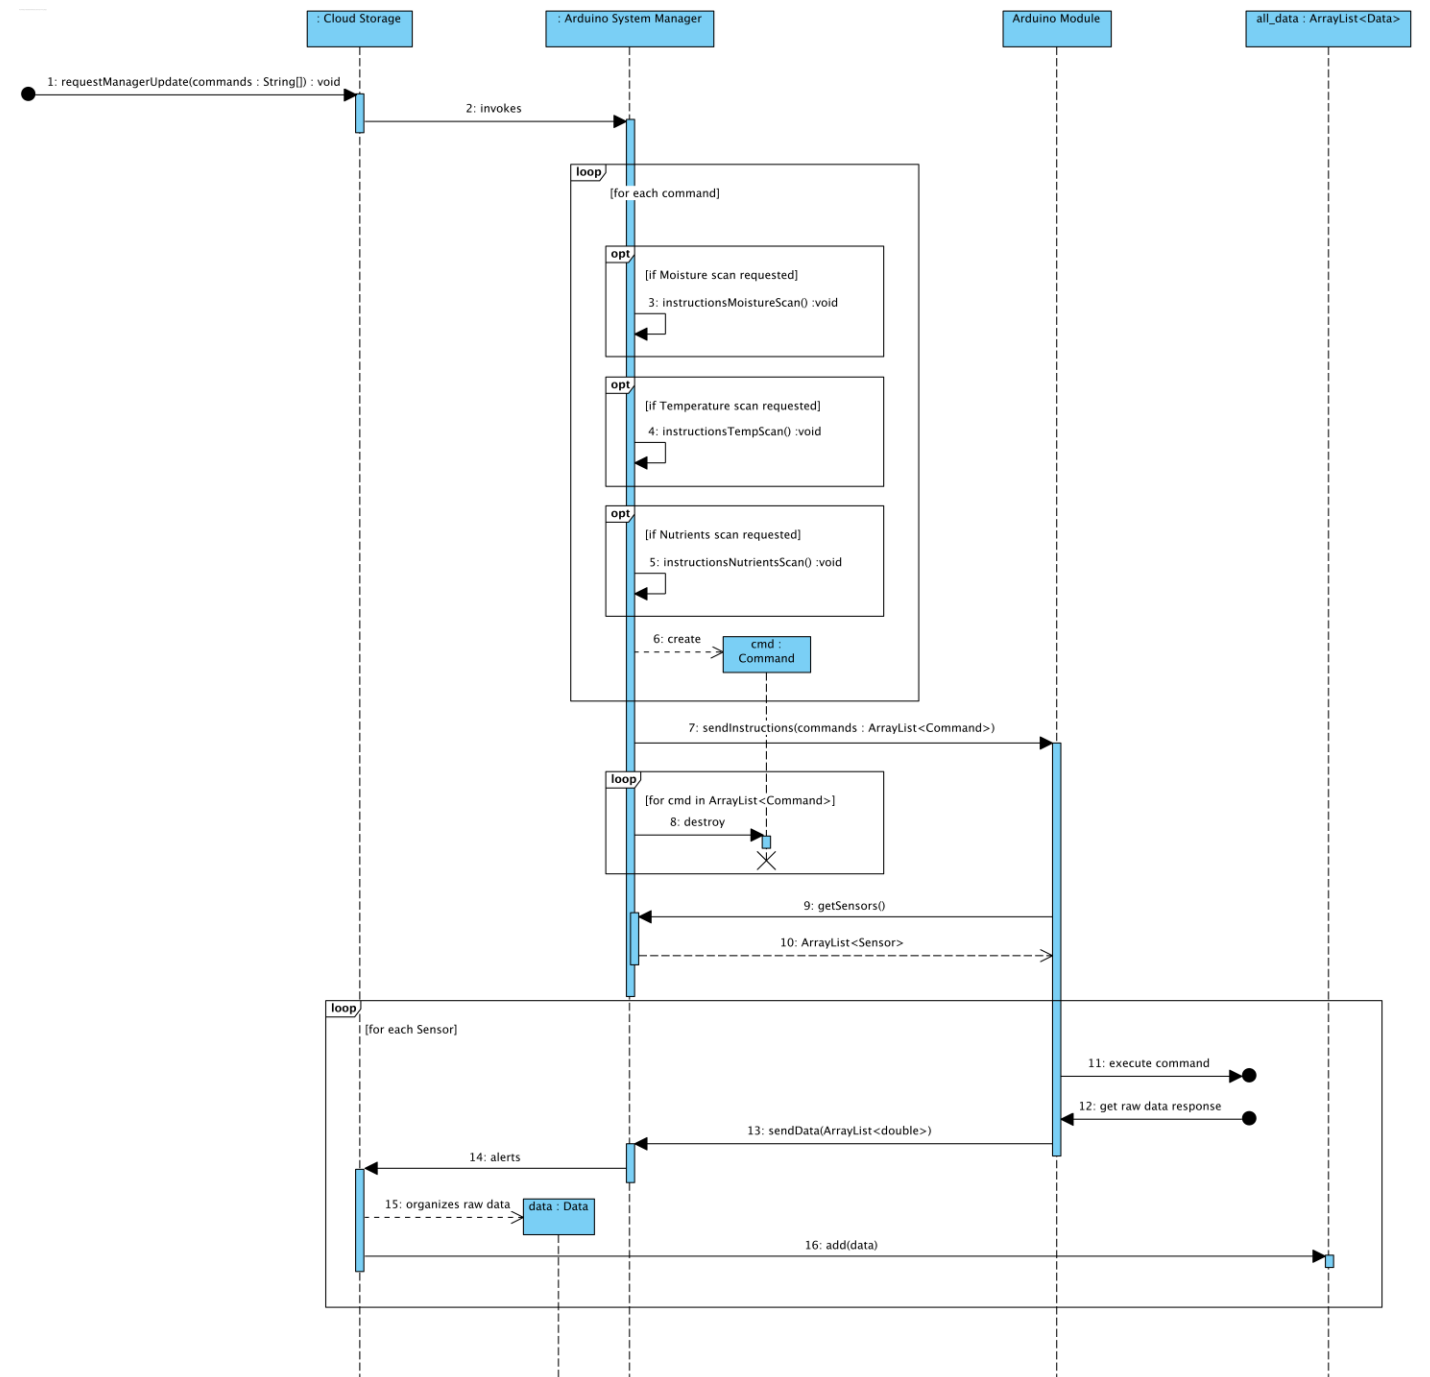 : Cloud Storage
: Arduino System Manager
Arduino Module
all_data : ArrayList<Data>
1: requestManagerUpdate(commands : String[]) : void
2: invokes
loop
[for each command]
opt
[if Moisture scan requested]
3: instructionsMoistureScan() :void
opt
[if Temperature scan requested]
4: instructionsTempScan() :void
opt
[if Nutrients scan requested]
5: instructionsNutrientsScan() :void
6: create
cmd :
Command
7: sendInstructions(commands : ArrayList<Command>)
loop
[for cmd in ArrayList<Command>]
8: destroy
9: getSensors()
10: ArrayList<Sensor>
loop
[for each Sensor]
11: execute command
12: get raw data response
13: sendData(ArrayList<double>)
14: alerts
15: organizes raw data
data : Data
16: add(data)